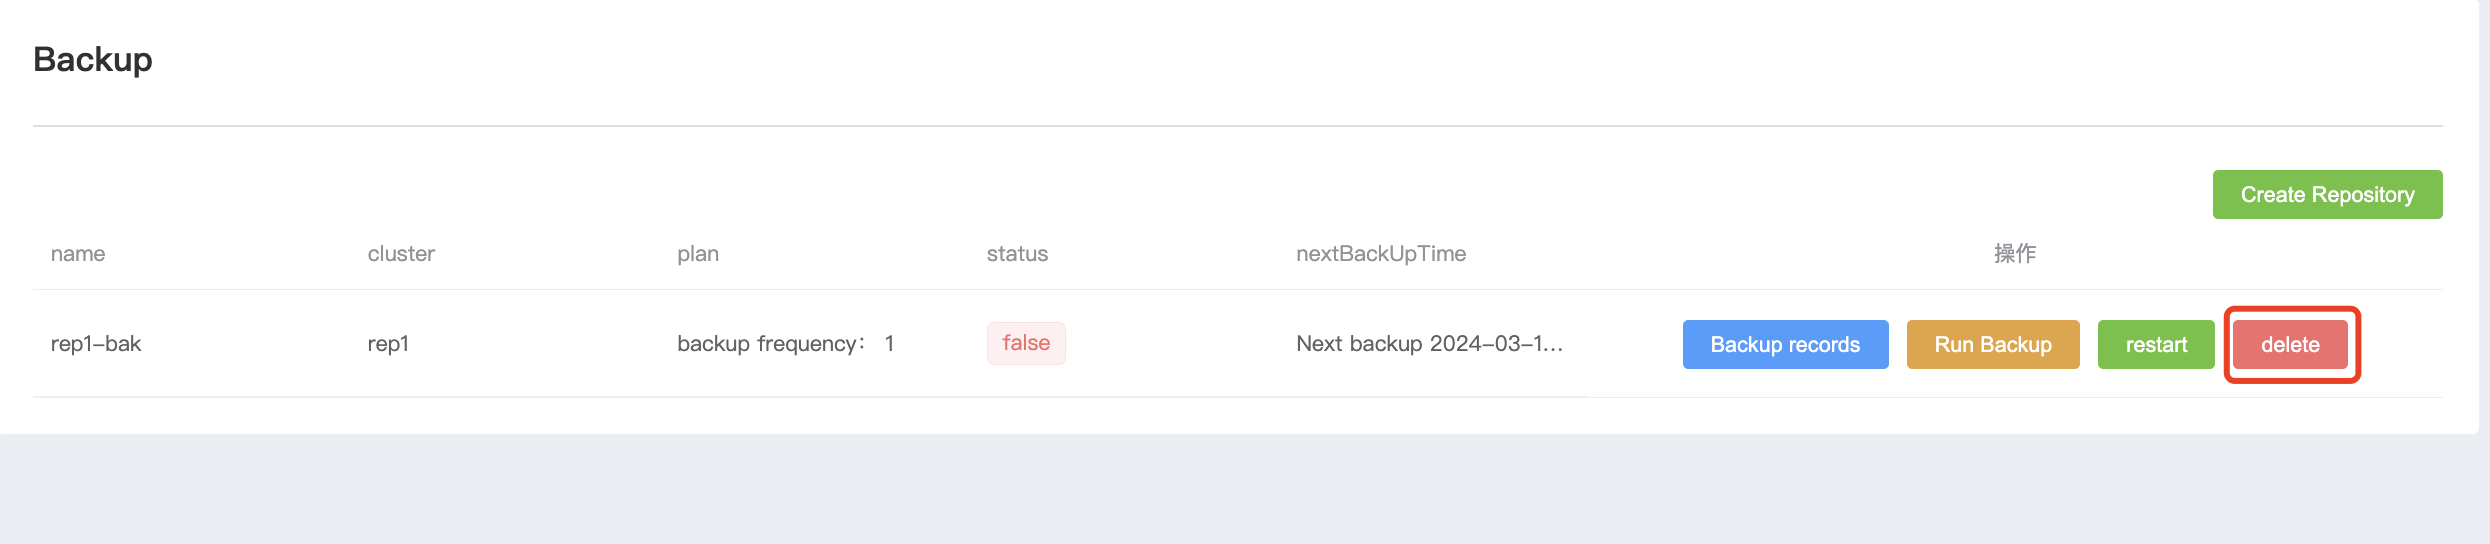 Backup
Create Repository
name cluster plan status nextBackUpTime 操作
rep1-bak rep1 backup frequency： 1 false Next backup 2024-03-1... Backup records Run Backup restart delete